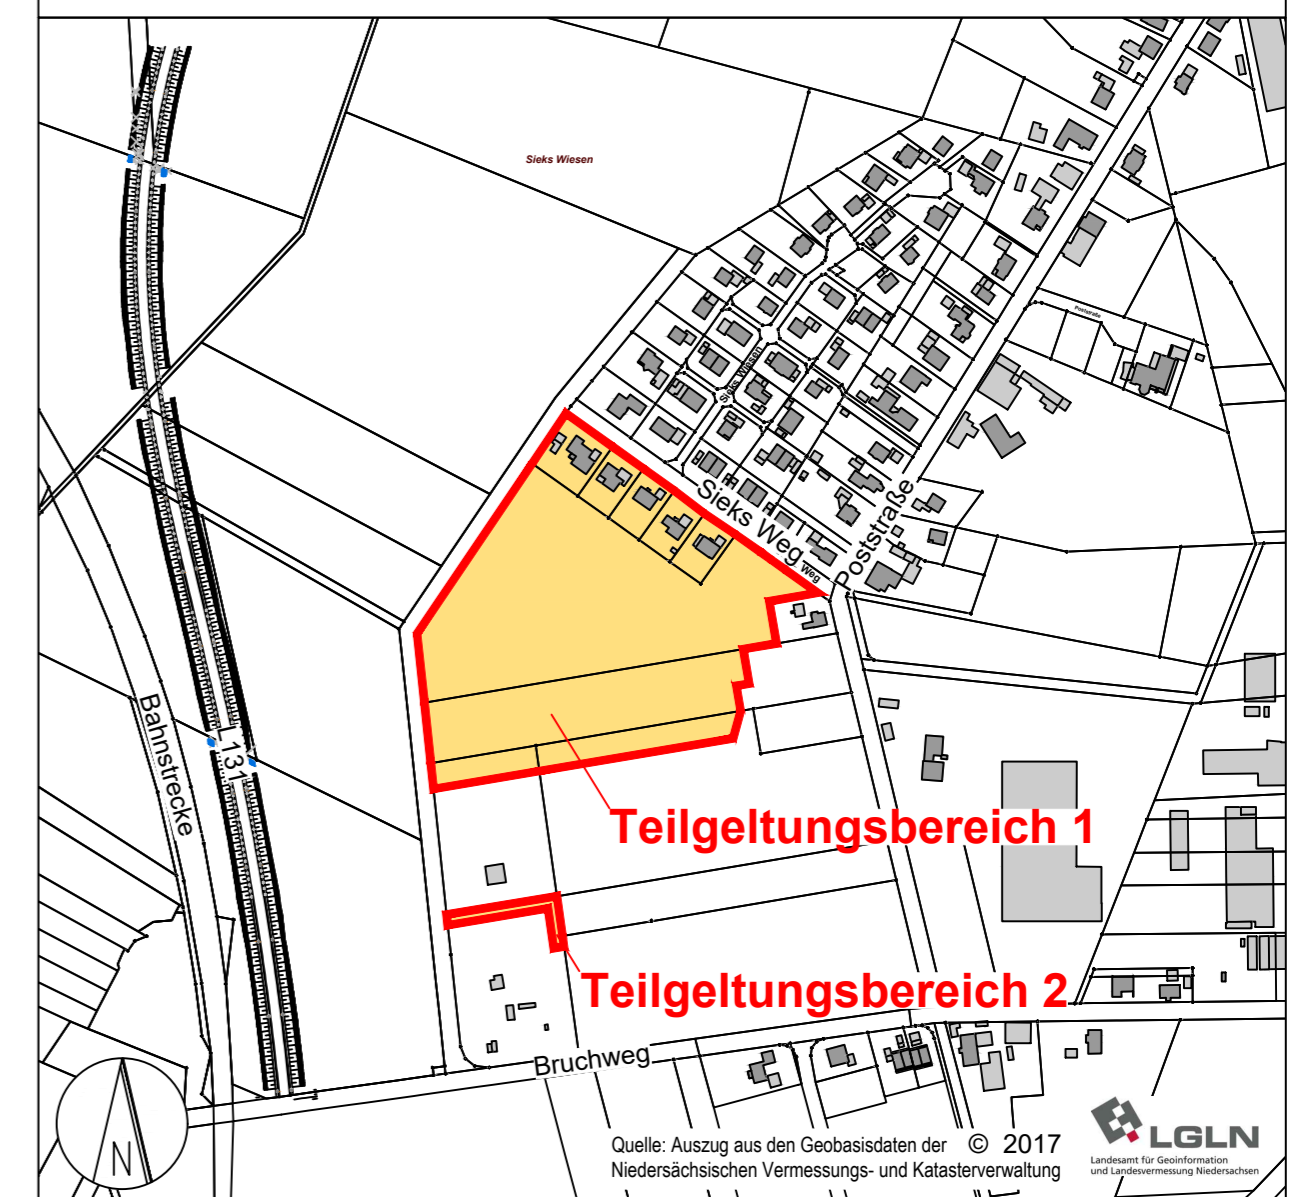 Sieks Wiesen
Poststraße
Sieks Wiesen
Sieks Weg
Weg
Poststraße
Bahnstrecke
L 131
Teilgeltungsbereich 1
Teilgeltungsbereich 2
Bruchweg
N
Quelle: Auszug aus den Geobasisdaten der © 2017
Niedersächsischen Vermessungs- und Katasterverwaltung
LGLN
Landesamt für Geoinformation
und Landesvermessung Niedersachsen